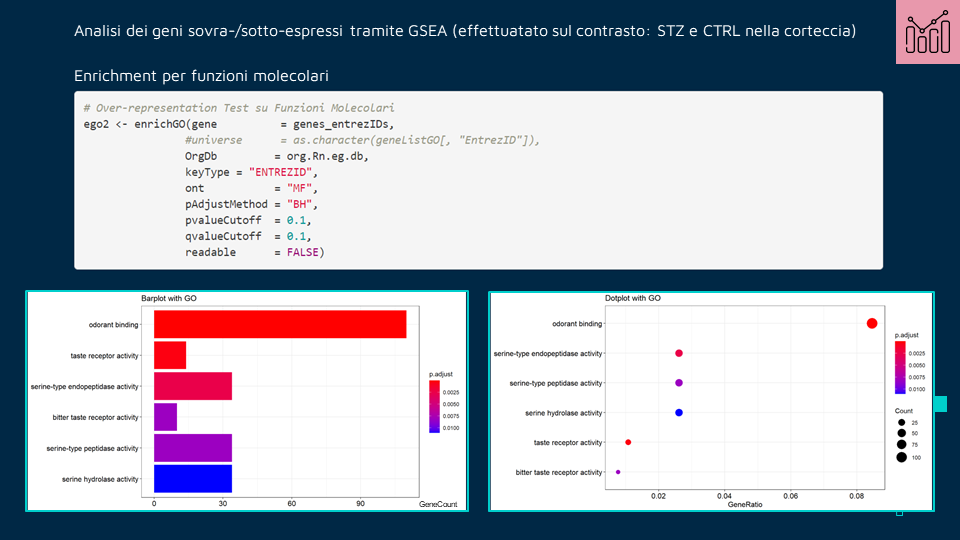 Analisi dei geni sovra-/sotto-espressi tramite GSEA (effettuatato sul contrasto: STZ e CTRL nella corteccia)
Enrichment per funzioni molecolari
# Over-representation Test su Funzioni Molecolari
ego2 <- enrichGO(gene = genes_entrezIDs,
#universe = as.character(geneListGO[, "EntrezID"]),
OrgDb = org.Rn.eg.db,
keyType = "ENTREZID",
ont = "MF",
pAdjustMethod = "BH",
pvalueCutoff = 0.1,
qvalueCutoff = 0.1,
readable = FALSE)
Barplot with GO
odorant binding
taste receptor activity
serine-type endopeptidase activity
bitter taste receptor activity
serine-type peptidase activity
serine hydrolase activity
0 30 60 90 GeneCount
p.adjust
0.0025
0.0050
0.0075
0.0100
Dotplot with GO
odorant binding
serine-type endopeptidase activity
serine-type peptidase activity
serine hydrolase activity
taste receptor activity
bitter taste receptor activity
0.02 0.04 0.06 0.08
GeneRatio
p.adjust
0.0025
0.0050
0.0075
0.0100
Count
25
50
75
100